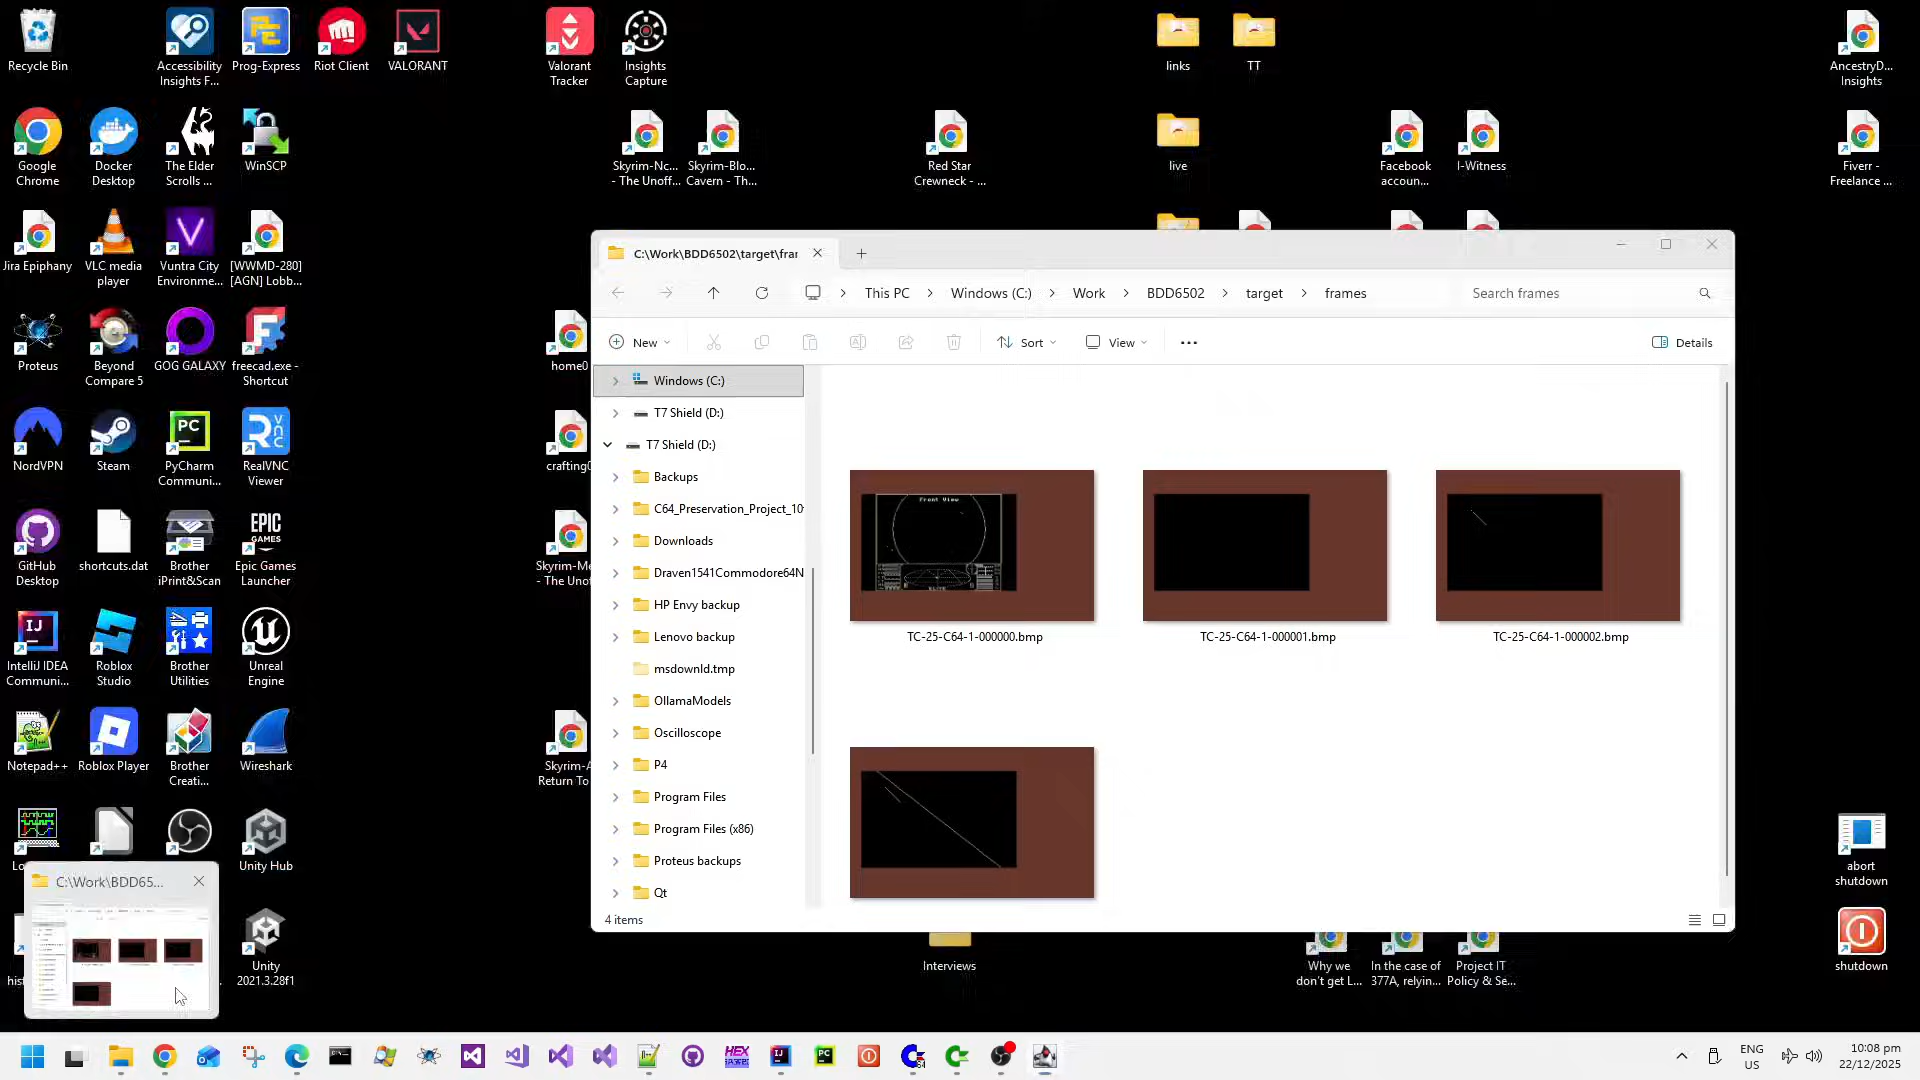 Recycle Bin
Accessibility
Insights F...
Prog-Express
Riot Client
VALORANT
Valorant
Tracker
Insights
Capture
links
TT
AncestryD...
Insights
Google
Chrome
Docker
Desktop
The Elder
Scrolls ...
WinSCP
Skyrim-Nc...
- The Unoff...
Skyrim-Blo...
Cavern - Th...
Red Star
Crewneck - ...
live
Facebook
accoun...
I-Witness
Fiverr -
Freelance ...
Jira Epiphany
VLC media
player
Vuntra City
Environme...
[WWMD-280]
[AGN] Lobb...
Proteus
Beyond
Compare 5
GOG GALAXY
freecad.exe -
Shortcut
home0
NordVPN
Steam
PyCharm
Communi...
RealVNC
Viewer
GitHub
Desktop
shortcuts.dat
Brother
iPrint&Scan
Epic Games
Launcher
Skyrim-Me
- The Unof
IntelliJ IDEA
Communi...
Roblox
Studio
Brother
Utilities
Unreal
Engine
Notepad++
Roblox Player
Brother
Creati...
Wireshark
Skyrim-A
Return To
Unity Hub
Unity
2021.3.28f1
C:\Work\BDD6502\target\frar
This PC
Windows (C:)
Work
BDD6502
target
frames
Search frames
New
Sort
View
Details
Windows (C:)
T7 Shield (D:)
T7 Shield (D:)
Backups
C64_Preservation_Project_10
Downloads
Draven1541Commodore64N
HP Envy backup
Lenovo backup
msdownld.tmp
OllamaModels
Oscilloscope
P4
Program Files
Program Files (x86)
Proteus backups
Qt
Front View
ELITE
TC-25-C64-1-000000.bmp
TC-25-C64-1-000001.bmp
TC-25-C64-1-000002.bmp
4 items
C:\Work\BDD65...
Interviews
Why we
don't get L...
In the case of
377A, relyin...
Project IT
Policy & Se...
abort
shutdown
shutdown
ENG
US
10:08 pm
22/12/2025